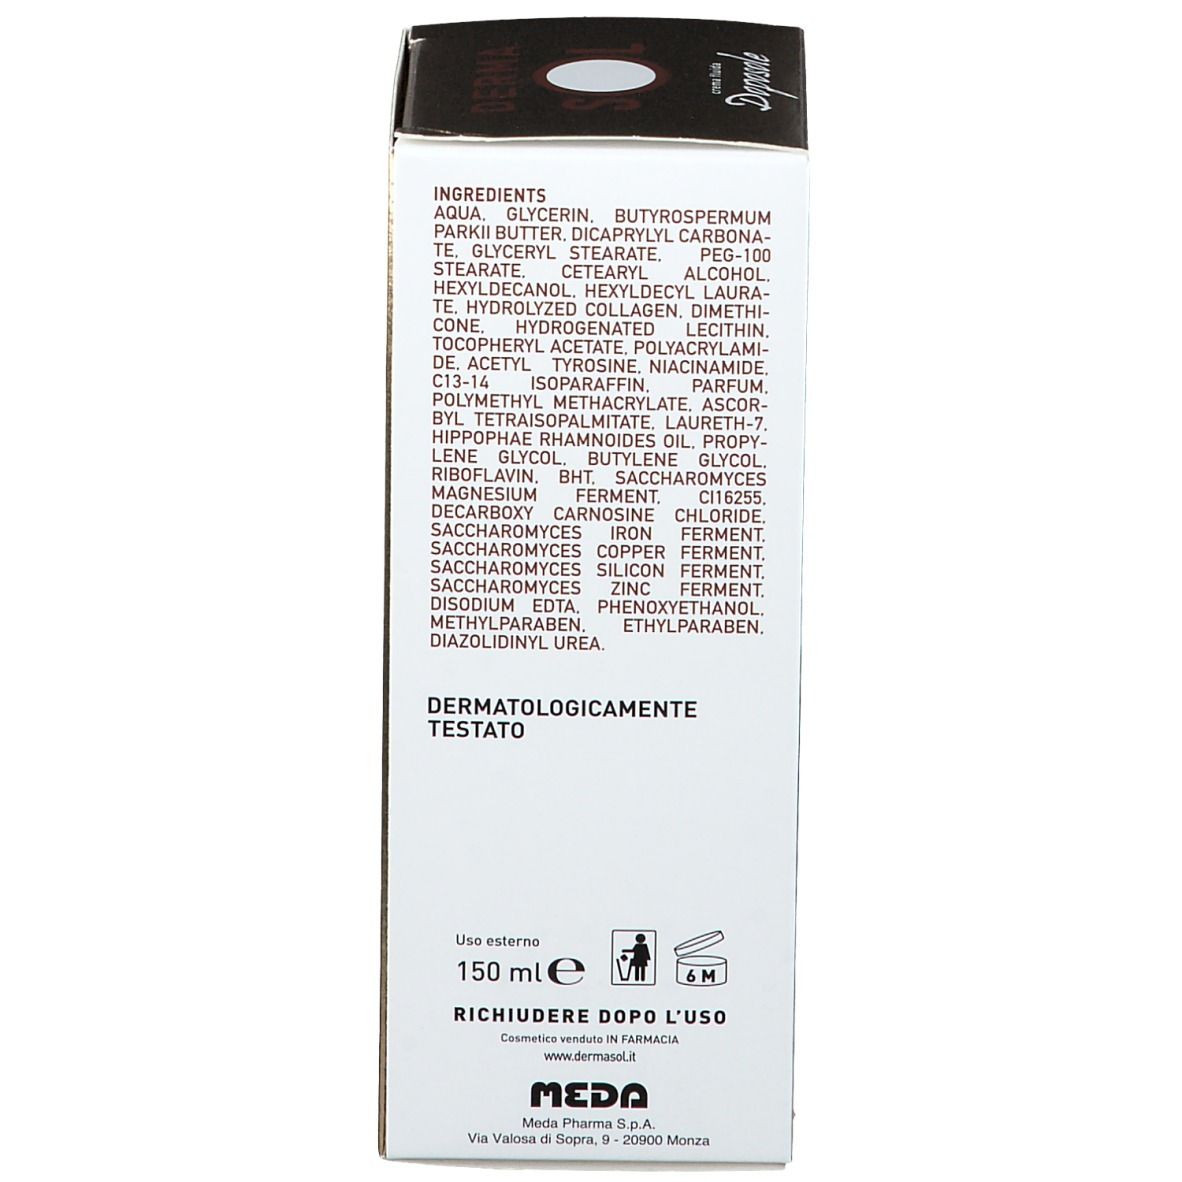 DERMA
SOL
crema fluida
Doposole
INGREDIENTS
AQUA, GLYCERIN, BUTYROSPERMUM
PARKII BUTTER, DICAPRYLYL CARBONA-
TE, GLYCERYL STEARATE, PEG-100
STEARATE, CETEARYL ALCOHOL,
HEXYLDECANOL, HEXYLDECYL LAURA-
TE, HYDROLYZED COLLAGEN, DIMETHI-
CONE, HYDROGENATED LECITHIN,
TOCOPHERYL ACETATE, POLYACRYLAMI-
DE, ACETYL TYROSINE, NIACINAMIDE,
C13-14 ISOPARAFFIN, PARFUM,
POLYMETHYL METHACRYLATE, ASCOR-
BYL TETRAISOPALMITATE, LAURETH-7,
HIPPOPHAE RHAMNOIDES OIL, PROPY-
LENE GLYCOL, BUTYLENE GLYCOL,
RIBOFLAVIN, BHT, SACCHAROMYCES
MAGNESIUM FERMENT, CI16255,
DECARBOXY CARNOSINE CHLORIDE,
SACCHAROMYCES IRON FERMENT,
SACCHAROMYCES COPPER FERMENT,
SACCHAROMYCES SILICON FERMENT,
SACCHAROMYCES ZINC FERMENT,
DISODIUM EDTA, PHENOXYETHANOL,
METHYLPARABEN, ETHYLPARABEN,
DIAZOLIDINYL UREA.
DERMATOLOGICAMENTE
TESTATO
Uso esterno
150 ml ℮
6 M
RICHIUDERE DOPO L'USO
Cosmetico venduto IN FARMACIA
www.dermasol.it
MEDA
Meda Pharma S.p.A.
Via Valosa di Sopra, 9 - 20900 Monza